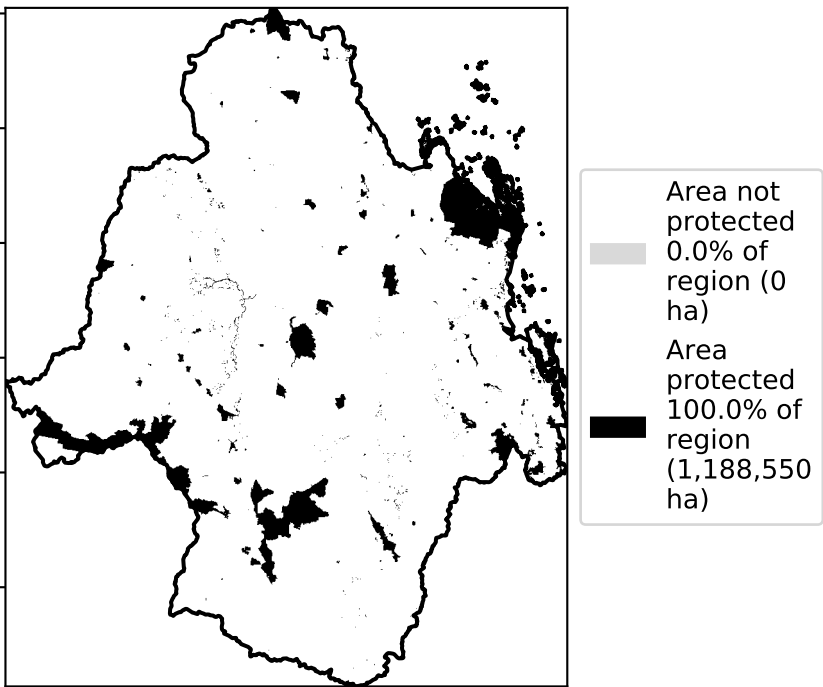 Area not
protected
0.0% of
region (0
ha)
Area
protected
100.0% of
region
(1,188,550
ha)